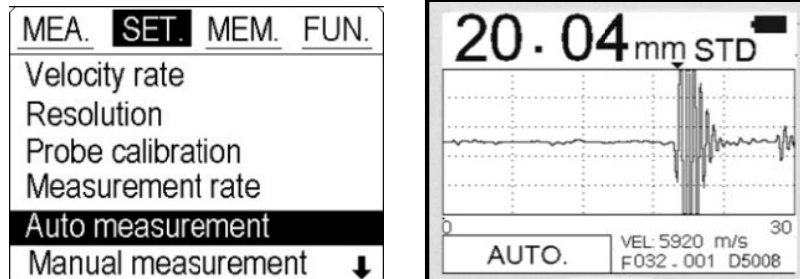 MEA. SET. MEM. FUN.
Velocity rate
Resolution
Probe calibration
Measurement rate
Auto measurement
Manual measurement ↓
20.04mm STD
0 30
AUTO.
VEL: 5920 m/s
F032-001 D5008